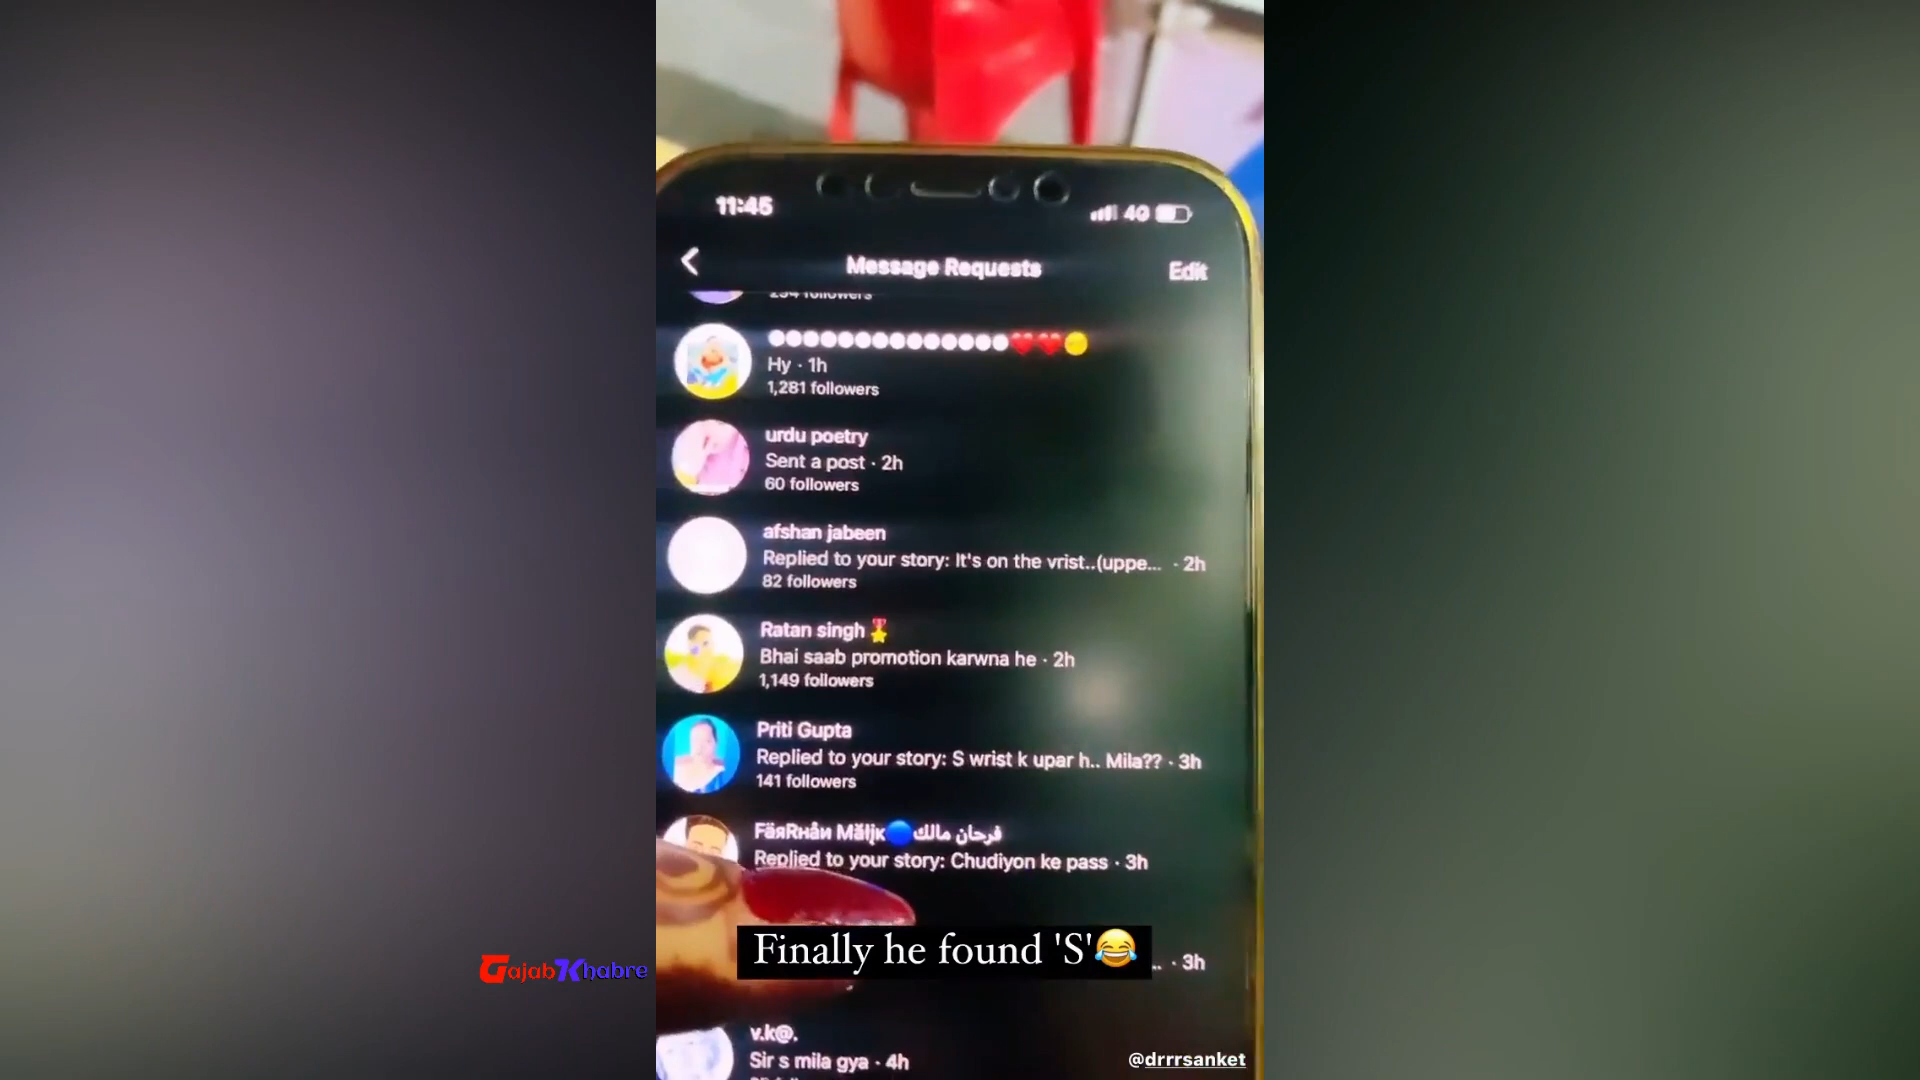 11:45
4G
Message Requests
Edit
234 followers
Hy · 1h
1,281 followers
urdu poetry
Sent a post · 2h
60 followers
afshan jabeen
Replied to your story: It's on the vrist..(uppe... · 2h
82 followers
Ratan singh🎖️
Bhai saab promotion karwna he · 2h
1,149 followers
Priti Gupta
Replied to your story: S wrist k upar h.. Mila?? · 3h
141 followers
FäяRнåи Măłįĸ🔵فرحان مالك
Replied to your story: Chudiyon ke pass · 3h
Finally he found 'S'😂
.. · 3h
GajabKhabre
v.k@.
Sir s mila gya · 4h
@drrrsanket